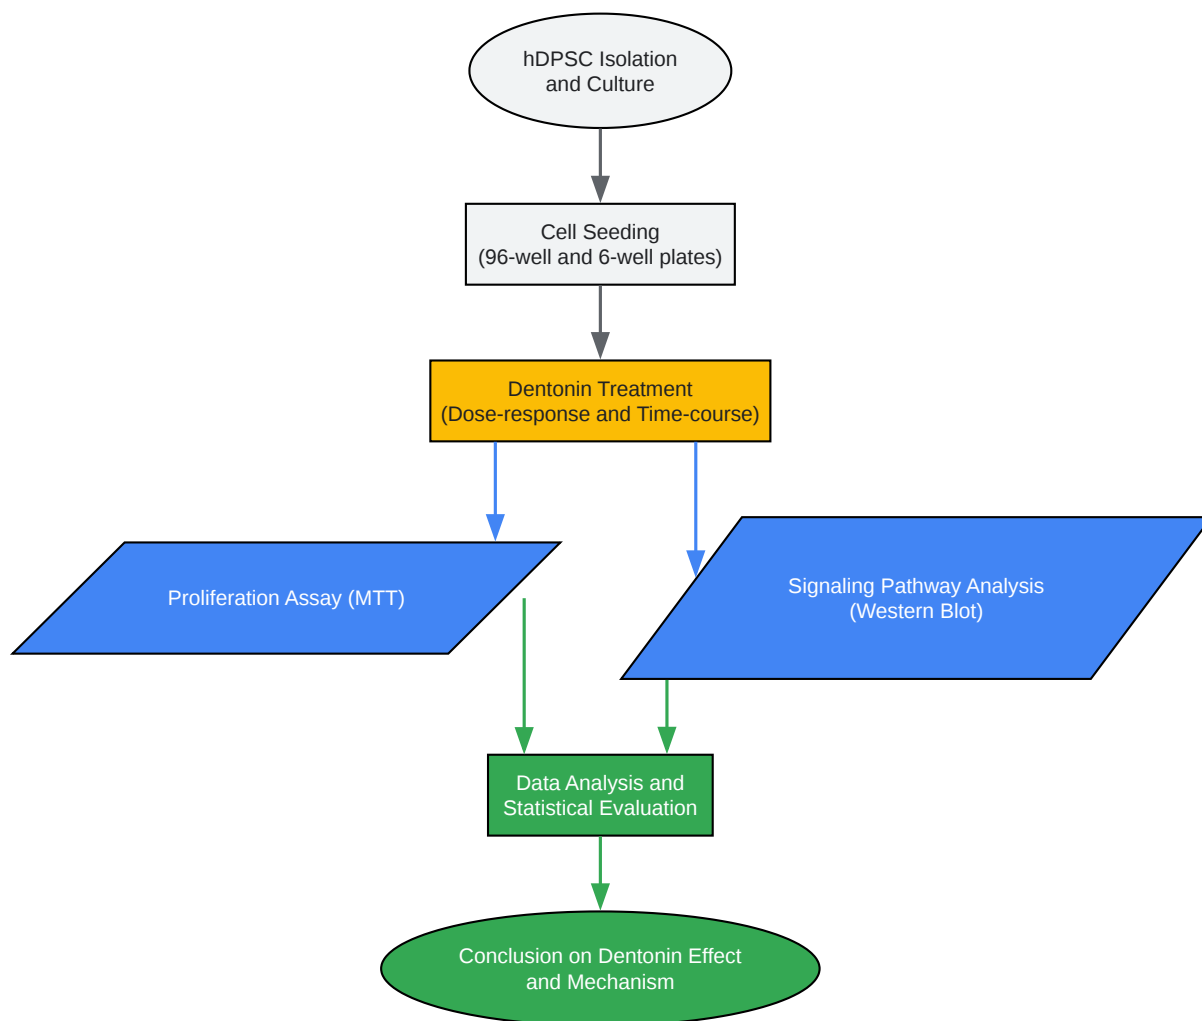 hDPSC Isolation
and Culture
Cell Seeding
(96-well and 6-well plates)
Dentonin Treatment
(Dose-response and Time-course)
Proliferation Assay (MTT)
Signaling Pathway Analysis
(Western Blot)
Data Analysis and
Statistical Evaluation
Conclusion on Dentonin Effect
and Mechanism